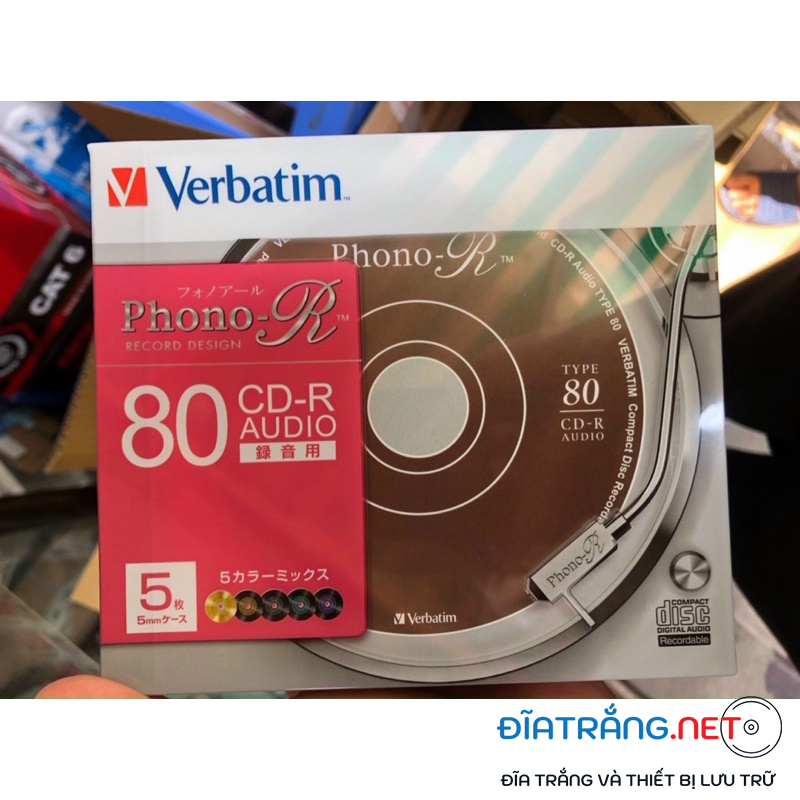 Verbatim™
Phono-R™
フォノアール
Phono-R™
RECORD DESIGN
80 CD-R
AUDIO
録音用
5枚
5mmケース
5カラーミックス
CD-R Audio TYPE 80 VERBATIM Compact Disc
TYPE
80
CD-R
AUDIO
Phono-R
Verbatim
COMPACT
disc
DIGITAL AUDIO
Recordable
CAT 6
ĐĨATRẮNG.NET
ĐĨA TRẮNG VÀ THIẾT BỊ LƯU TRỮ